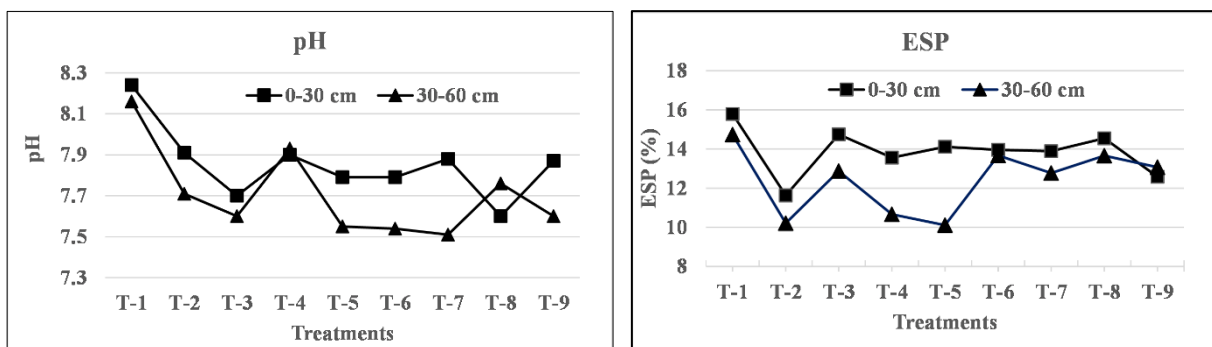 pH
0-30 cm 30-60 cm
8.3
8.1
7.9
7.7
7.5
7.3
pH
T-1 T-2 T-3 T-4 T-5 T-6 T-7 T-8 T-9
Treatments
ESP
0-30 cm 30-60 cm
18
16
14
12
10
8
ESP (%)
T-1 T-2 T-3 T-4 T-5 T-6 T-7 T-8 T-9
Treatments